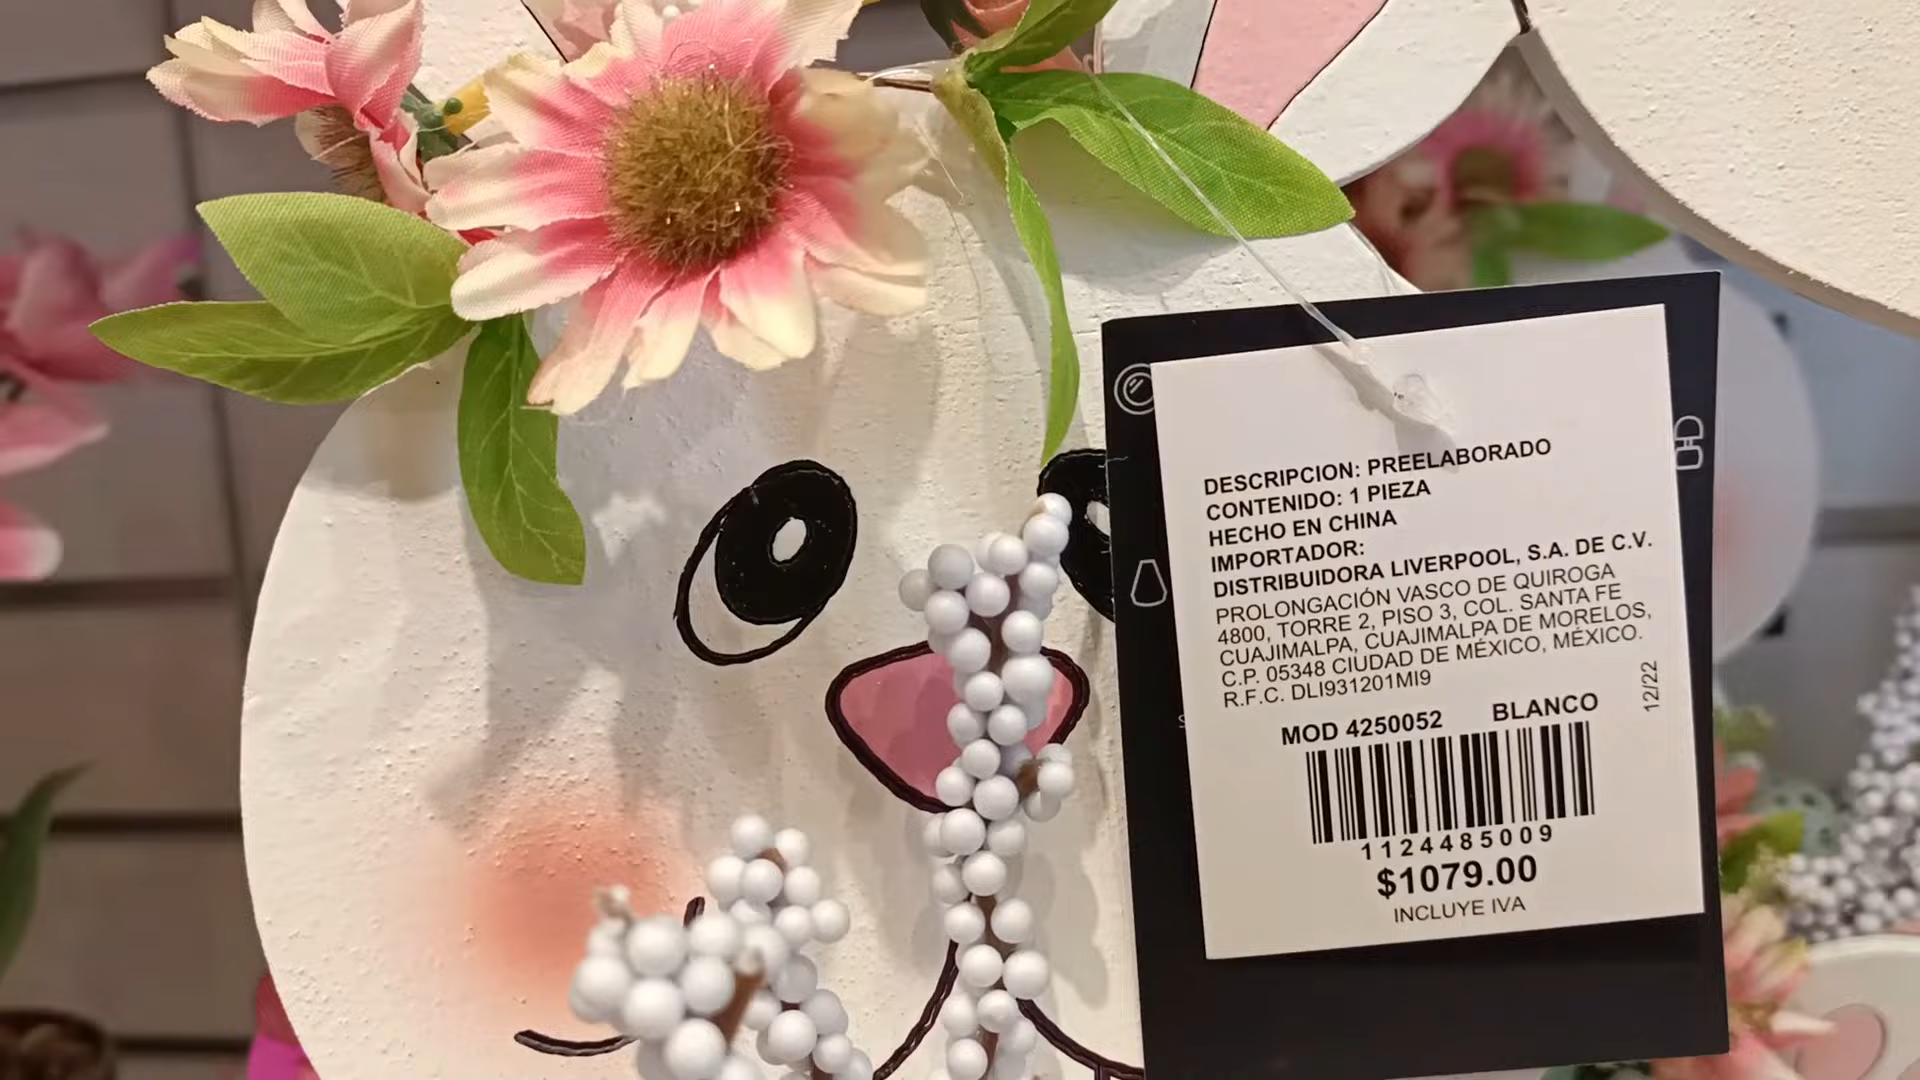 DESCRIPCION: PREELABORADO
CONTENIDO: 1 PIEZA
HECHO EN CHINA
IMPORTADOR:
DISTRIBUIDORA LIVERPOOL, S.A. DE C.V.
PROLONGACIÓN VASCO DE QUIROGA
4800, TORRE 2, PISO 3, COL. SANTA FE
CUAJIMALPA, CUAJIMALPA DE MORELOS,
C.P. 05348 CIUDAD DE MÉXICO, MÉXICO.
R.F.C. DLI931201MI9
12/22
MOD 4250052 BLANCO
1124485009
$1079.00
INCLUYE IVA